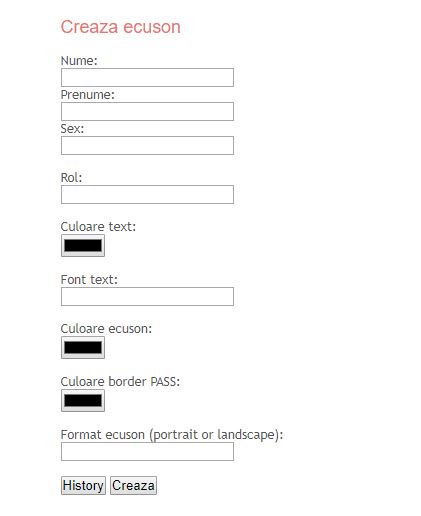 Creaza ecuson
Nume:
Prenume:
Sex:
Rol:
Culoare text:
Font text:
Culoare ecuson:
Culoare border PASS:
Format ecuson (portrait or landscape):
History Creaza